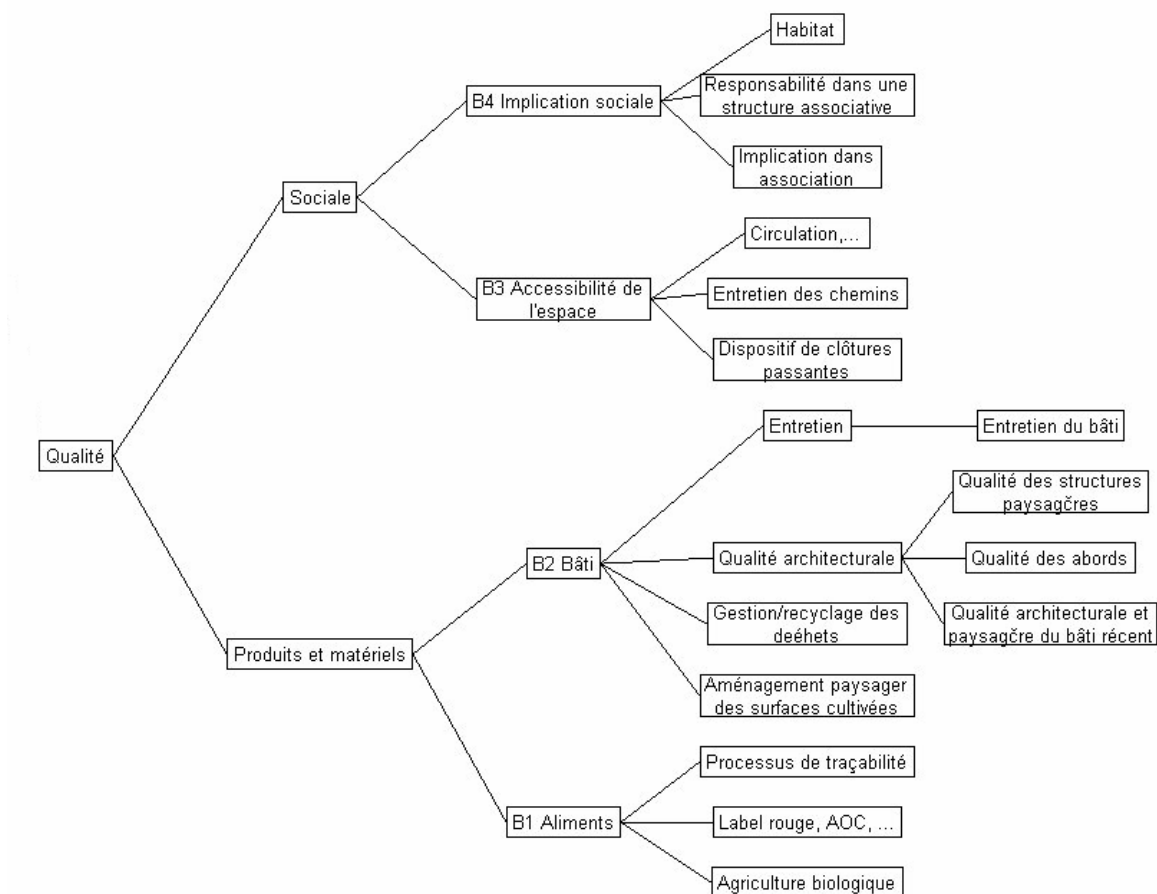 Habitat
B4 Implication sociale
Responsabilité dans une
structure associative
Implication dans
association
Sociale
Circulation,...
B3 Accessibilité de
l'espace
Entretien des chemins
Dispositif de clôtures
passantes
Qualité
Entretien
Entretien du bâti
Qualité des structures
paysagčres
B2 Bâti
Qualité architecturale
Qualité des abords
Gestion/recyclage des
deéhets
Qualité architecturale et
paysagčre du bâti récent
Produits et matériels
Aménagement paysager
des surfaces cultivées
Processus de traçabilité
B1 Aliments
Label rouge, AOC, ...
Agriculture biologique